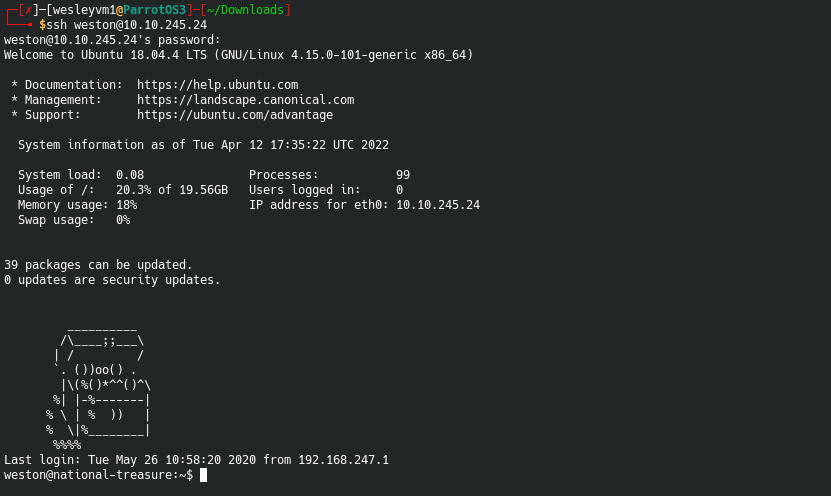 ┌─[✗]─[wesleyvm1@ParrotOS3]─[~/Downloads]
└──╼ $ssh weston@10.10.245.24
weston@10.10.245.24's password:
Welcome to Ubuntu 18.04.4 LTS (GNU/Linux 4.15.0-101-generic x86_64)

 * Documentation:  https://help.ubuntu.com
 * Management:     https://landscape.canonical.com
 * Support:        https://ubuntu.com/advantage

  System information as of Tue Apr 12 17:35:22 UTC 2022

  System load:  0.08               Processes:           99
  Usage of /:   20.3% of 19.56GB   Users logged in:     0
  Memory usage: 18%                IP address for eth0: 10.10.245.24
  Swap usage:   0%


39 packages can be updated.
0 updates are security updates.


         __________
        /\____;;___\
       | /         /
       `. ())oo() .
        |\(%()*^^()^\
       %| |-%-------|
      % \ | %  ))   |
      %  \|%________|
       %%%%
Last login: Tue May 26 10:58:20 2020 from 192.168.247.1
weston@national-treasure:~$